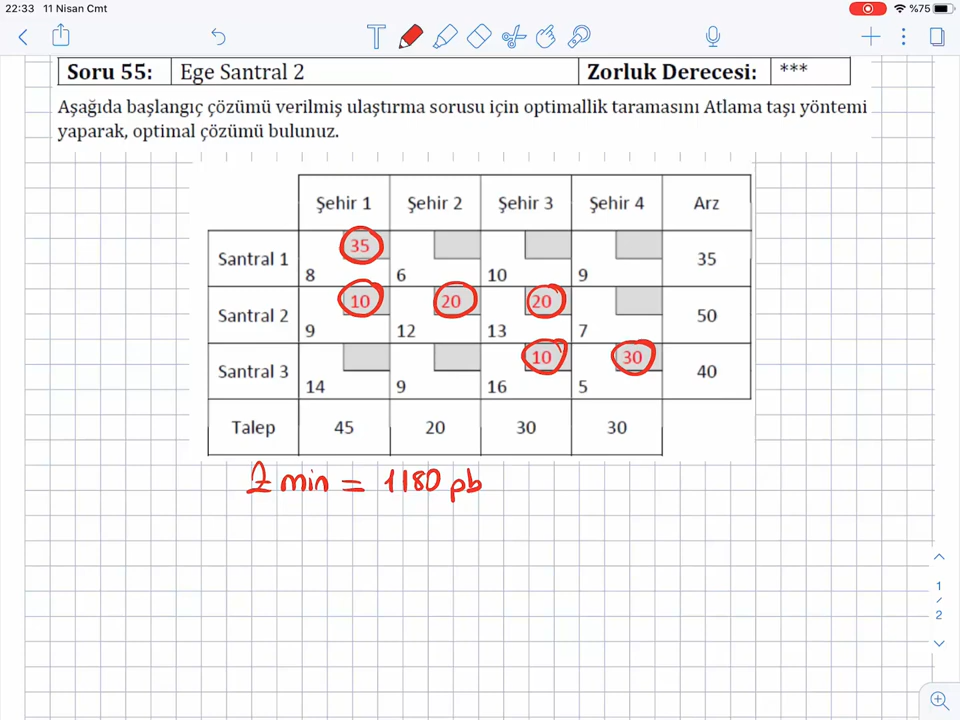 22:33 11 Nisan Cmt %75
Soru 55: Ege Santral 2 Zorluk Derecesi: ***
Aşağıda başlangıç çözümü verilmiş ulaştırma sorusu için optimallik taramasını Atlama taşı yöntemi
yaparak, optimal çözümü bulunuz.
Şehir 1 Şehir 2 Şehir 3 Şehir 4 Arz
35
Santral 1 35
8 6 10 9
10 20 20
Santral 2 50
9 12 13 7
10 30
Santral 3 40
14 9 16 5
Talep 45 20 30 30
Z min = 1180 pb
1
/
2